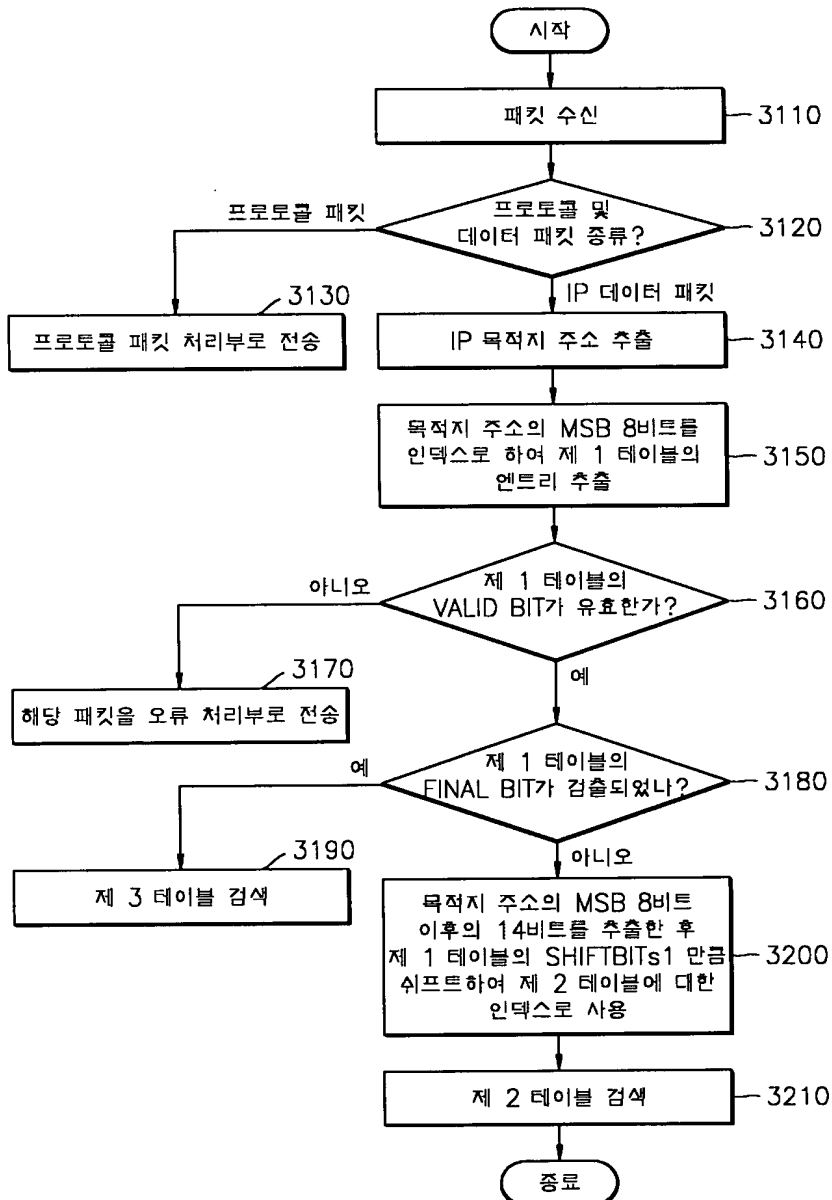 시작
패킷 수신
3110
프로토콜 및
데이터 패킷 종류?
3120
프로토콜 패킷
IP 데이터 패킷
3130
프로토콜 패킷 처리부로 전송
IP 목적지 주소 추출
3140
목적지 주소의 MSB 8비트를
인덱스로 하여 제 1 테이블의
엔트리 추출
3150
제 1 테이블의
VALID BIT가 유효한가?
3160
아니오
예
3170
해당 패킷을 오류 처리부로 전송
제 1 테이블의
FINAL BIT가 검출되었나?
3180
예
아니오
3190
제 3 테이블 검색
목적지 주소의 MSB 8비트
이후의 14비트를 추출한 후
제 1 테이블의 SHIFTBITs1 만큼
쉬프트하여 제 2 테이블에 대한
인덱스로 사용
3200
제 2 테이블 검색
3210
종료